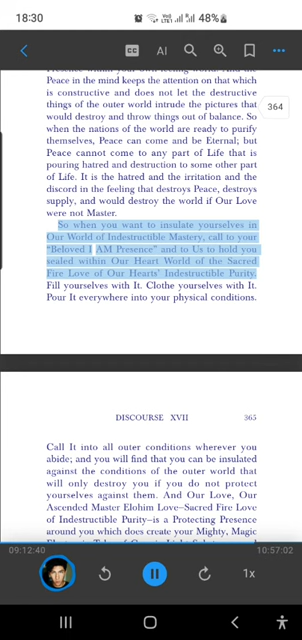 18:30
48%
CC AI
Presence within your own feeling world. And the
Peace in the mind keeps the attention on that which
is constructive and does not let the destructive
things of the outer world intrude the pictures that
would destroy and throw things out of balance. So
when the nations of the world are ready to purify
themselves, Peace can come and be Eternal; but
Peace cannot come to any part of Life that is
pouring hatred and destruction to some other part
of Life. It is the hatred and the irritation and the
discord in the feeling that destroys Peace, destroys
supply, and would destroy the world if Our Love
were not Master.
364
So when you want to insulate yourselves in
Our World of Indestructible Mastery, call to your
“Beloved I AM Presence” and to Us to hold you
sealed within Our Heart World of the Sacred
Fire Love of Our Hearts’ Indestructible Purity.
Fill yourselves with It. Clothe yourselves with It.
Pour It everywhere into your physical conditions.
DISCOURSE XVII 365
Call It into all outer conditions wherever you
abide; and you will find that you can be insulated
against the conditions of the outer world that
will only destroy you if you do not protect
yourselves against them. And Our Love, Our
Ascended Master Elohim Love–Sacred Fire Love
of Indestructible Purity–is a Protecting Presence
around you which does create your Mighty, Magic
09:12:40 10:57:02
1x